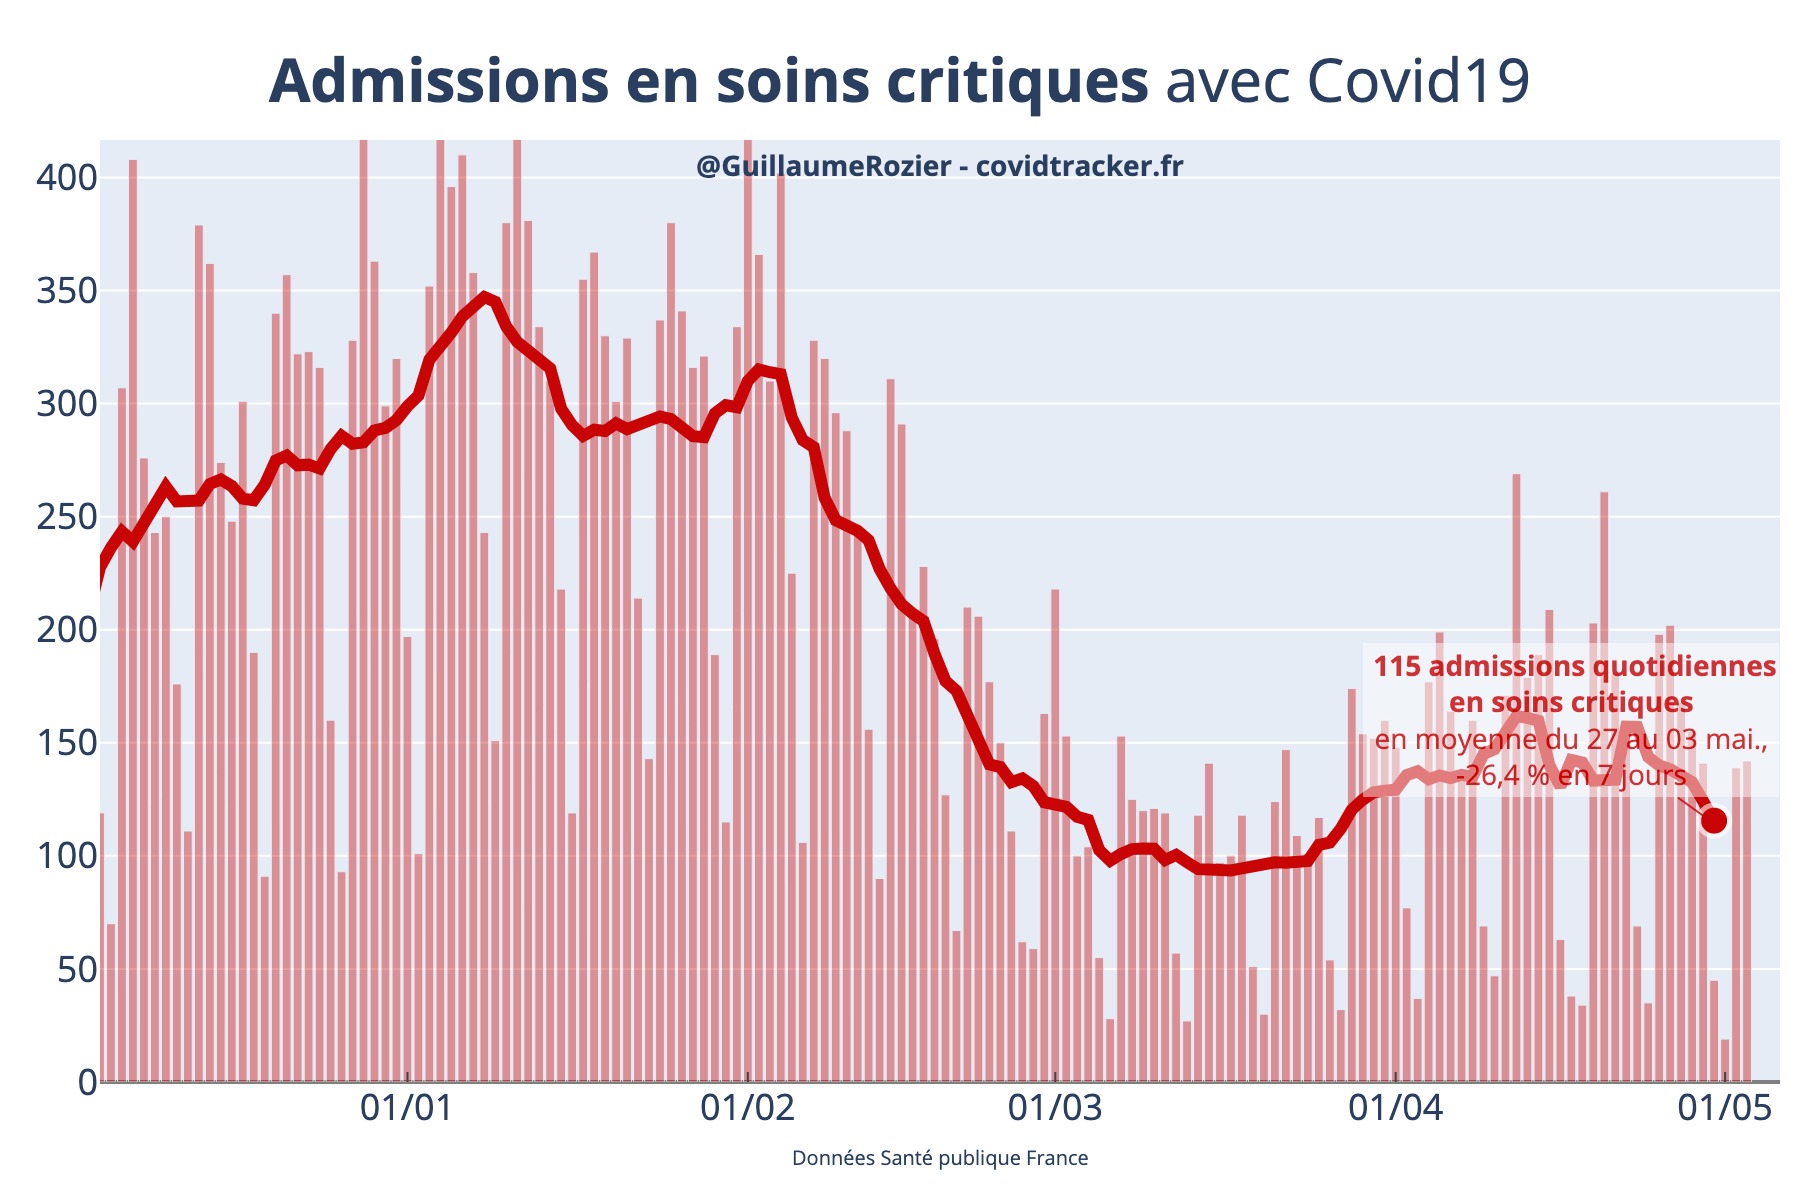 Admissions en soins critiques avec Covid19
@GuillaumeRozier - covidtracker.fr
400
350
300
250
200
150
100
50
0
115 admissions quotidiennes
en soins critiques
en moyenne du 27 au 03 mai.,
-26,4 % en 7 jours
01/01
01/02
01/03
01/04
01/05
Données Santé publique France